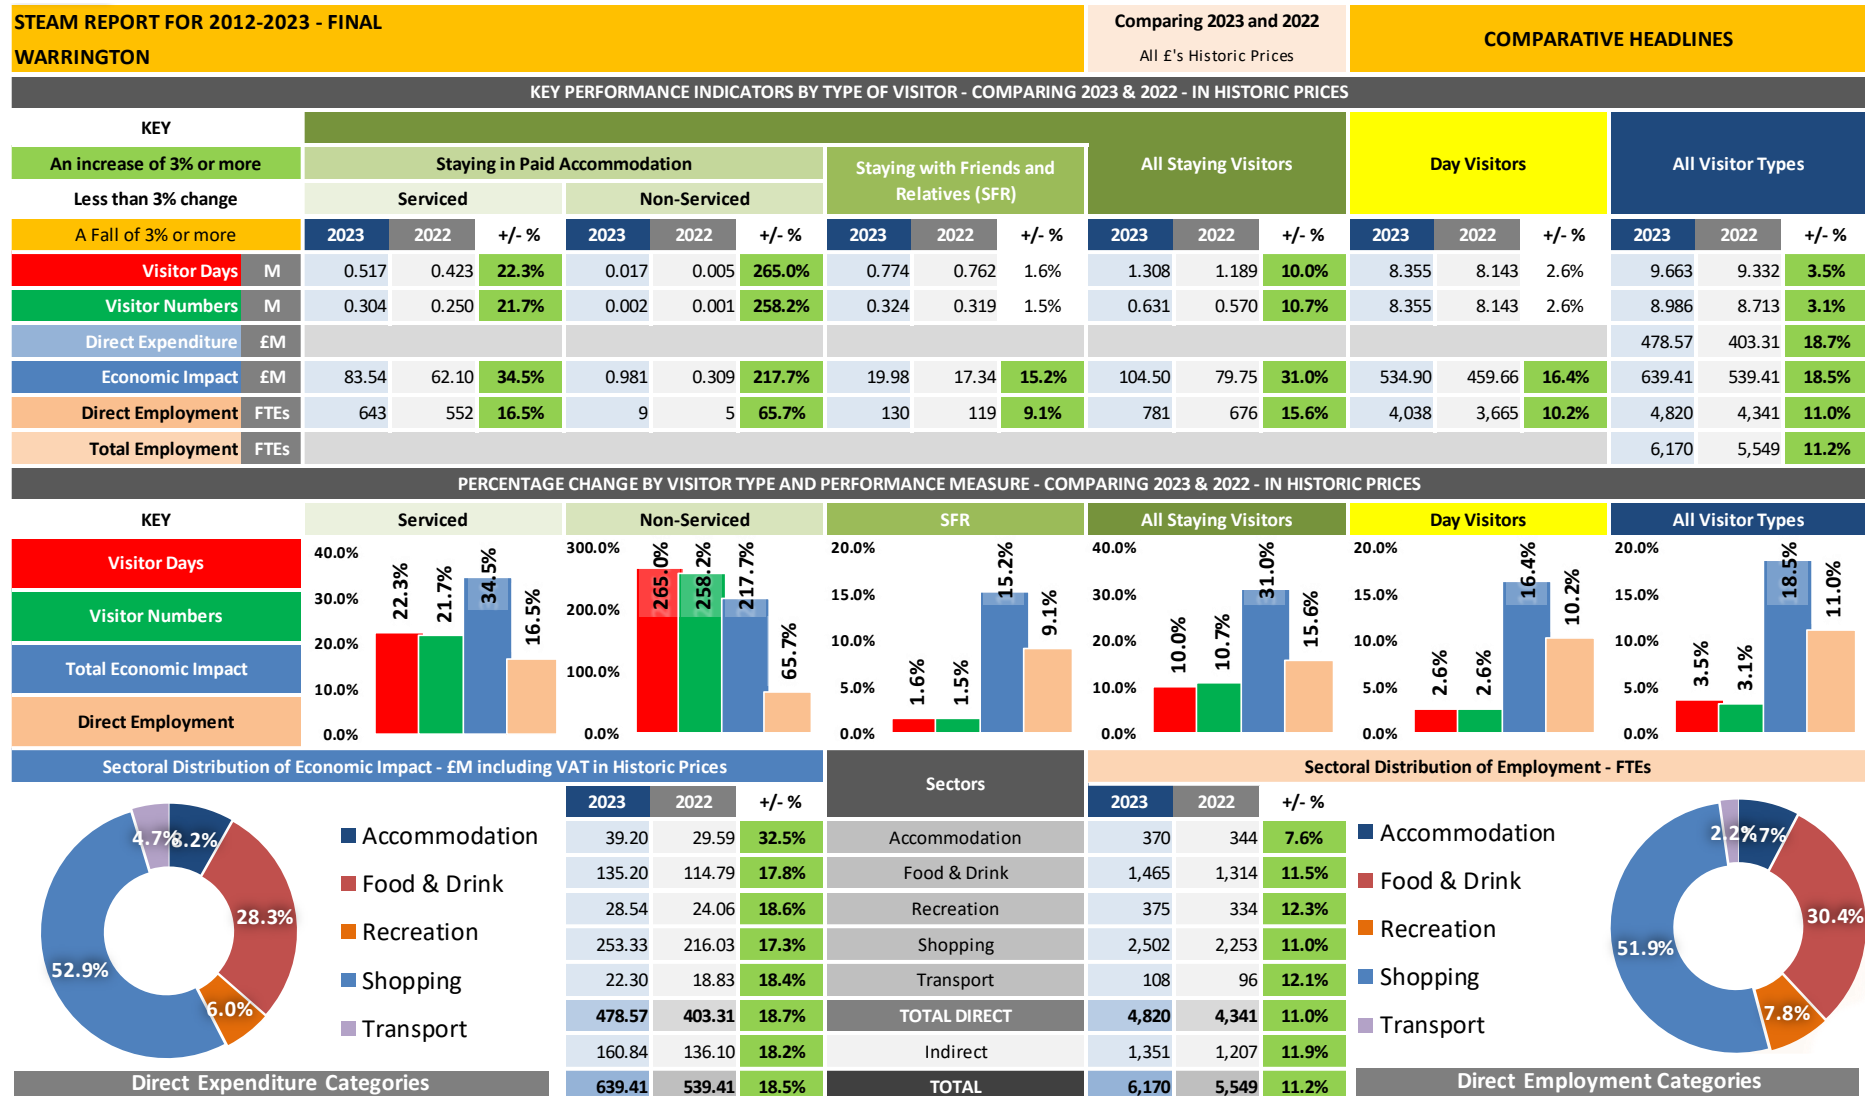 STEAM REPORT FOR 2012-2023 - FINAL
WARRINGTON
Comparing 2023 and 2022
All £'s Historic Prices
COMPARATIVE HEADLINES
KEY PERFORMANCE INDICATORS BY TYPE OF VISITOR - COMPARING 2023 & 2022 - IN HISTORIC PRICES
KEY
An increase of 3% or more
Less than 3% change
A Fall of 3% or more
Staying in Paid Accommodation
Serviced
Non-Serviced
Staying with Friends and
Relatives (SFR)
All Staying Visitors
Day Visitors
All Visitor Types
2023 2022 +/- % 2023 2022 +/- % 2023 2022 +/- % 2023 2022 +/- % 2023 2022 +/- % 2023 2022 +/- %
Visitor Days M 0.517 0.423 22.3% 0.017 0.005 265.0% 0.774 0.762 1.6% 1.308 1.189 10.0% 8.355 8.143 2.6% 9.663 9.332 3.5%
Visitor Numbers M 0.304 0.250 21.7% 0.002 0.001 258.2% 0.324 0.319 1.5% 0.631 0.570 10.7% 8.355 8.143 2.6% 8.986 8.713 3.1%
Direct Expenditure £M 478.57 403.31 18.7%
Economic Impact £M 83.54 62.10 34.5% 0.981 0.309 217.7% 19.98 17.34 15.2% 104.50 79.75 31.0% 534.90 459.66 16.4% 639.41 539.41 18.5%
Direct Employment FTEs 643 552 16.5% 9 5 65.7% 130 119 9.1% 781 676 15.6% 4,038 3,665 10.2% 4,820 4,341 11.0%
Total Employment FTEs 6,170 5,549 11.2%
PERCENTAGE CHANGE BY VISITOR TYPE AND PERFORMANCE MEASURE - COMPARING 2023 & 2022 - IN HISTORIC PRICES
KEY
Visitor Days
Visitor Numbers
Total Economic Impact
Direct Employment
Serviced
40.0%
30.0%
20.0%
10.0%
0.0%
22.3% 21.7% 34.5% 16.5%
Non-Serviced
300.0%
200.0%
100.0%
0.0%
265.0% 258.2% 217.7% 65.7%
SFR
20.0%
15.0%
10.0%
5.0%
0.0%
1.6% 1.5% 15.2% 9.1%
All Staying Visitors
40.0%
30.0%
20.0%
10.0%
0.0%
10.0% 10.7% 31.0% 15.6%
Day Visitors
20.0%
15.0%
10.0%
5.0%
0.0%
2.6% 2.6% 16.4% 10.2%
All Visitor Types
20.0%
15.0%
10.0%
5.0%
0.0%
3.5% 3.1% 18.5% 11.0%
Sectoral Distribution of Economic Impact - £M including VAT in Historic Prices
Sectors
Sectoral Distribution of Employment - FTEs
4.7%
28.3%
6.0%
52.9%
Accommodation
Food & Drink
Recreation
Shopping
Transport
Direct Expenditure Categories
2023 2022 +/- % 2023 2022 +/- %
39.20 29.59 32.5% Accommodation 370 344 7.6%
135.20 114.79 17.8% Food & Drink 1,465 1,314 11.5%
28.54 24.06 18.6% Recreation 375 334 12.3%
253.33 216.03 17.3% Shopping 2,502 2,253 11.0%
22.30 18.83 18.4% Transport 108 96 12.1%
478.57 403.31 18.7% TOTAL DIRECT 4,820 4,341 11.0%
160.84 136.10 18.2% Indirect 1,351 1,207 11.9%
639.41 539.41 18.5% TOTAL 6,170 5,549 11.2%
Accommodation
Food & Drink
Recreation
Shopping
Transport
2.2%
30.4%
7.8%
51.9%
Direct Employment Categories